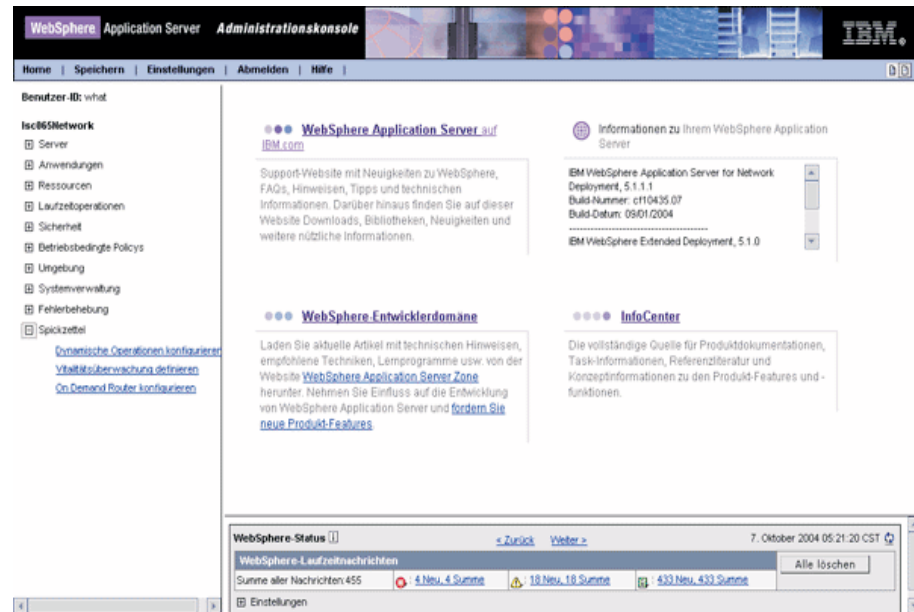 WebSphere Application Server Administrationskonsole
IBM
Home | Speichern | Einstellungen | Abmelden | Hilfe |
Benutzer-ID: what
lsc865Network
Server
Anwendungen
Ressourcen
Laufzeitoperationen
Sicherheit
Betriebsbedingte Policys
Umgebung
Systemverwaltung
Fehlerbehebung
Spickzettel
Dynamische Operationen konfigurieren
Vitalitätsüberwachung definieren
On Demand Router konfigurieren
WebSphere Application Server auf
IBM.com
Support-Website mit Neuigkeiten zu WebSphere,
FAQs, Hinweisen, Tipps und technischen
Informationen. Darüber hinaus finden Sie auf dieser
Website Downloads, Bibliotheken, Neuigkeiten und
weitere nützliche Informationen.
Informationen zu Ihrem WebSphere Application
Server
IBM WebSphere Application Server for Network
Deployment, 5.1.1.1
Build-Nummer: cf10435.07
Build-Datum: 09/01/2004
----------------------------------------
IBM WebSphere Extended Deployment, 5.1.0
WebSphere-Entwicklerdomäne
Laden Sie aktuelle Artikel mit technischen Hinweisen,
empfohlene Techniken, Lernprogramme usw. von der
Website WebSphere Application Server Zone
herunter. Nehmen Sie Einfluss auf die Entwicklung
von WebSphere Application Server und fordern Sie
neue Produkt-Features.
InfoCenter
Die vollständige Quelle für Produktdokumentationen,
Task-Informationen, Referenzliteratur und
Konzeptinformationen zu den Produkt-Features und -
funktionen.
WebSphere-Status < Zurück Weiter > 7. Oktober 2004 05:21:20 CST
WebSphere-Laufzeitnachrichten
Alle löschen
Summe aller Nachrichten:455 : 4 Neu, 4 Summe : 18 Neu, 18 Summe : 433 Neu, 433 Summe
Einstellungen